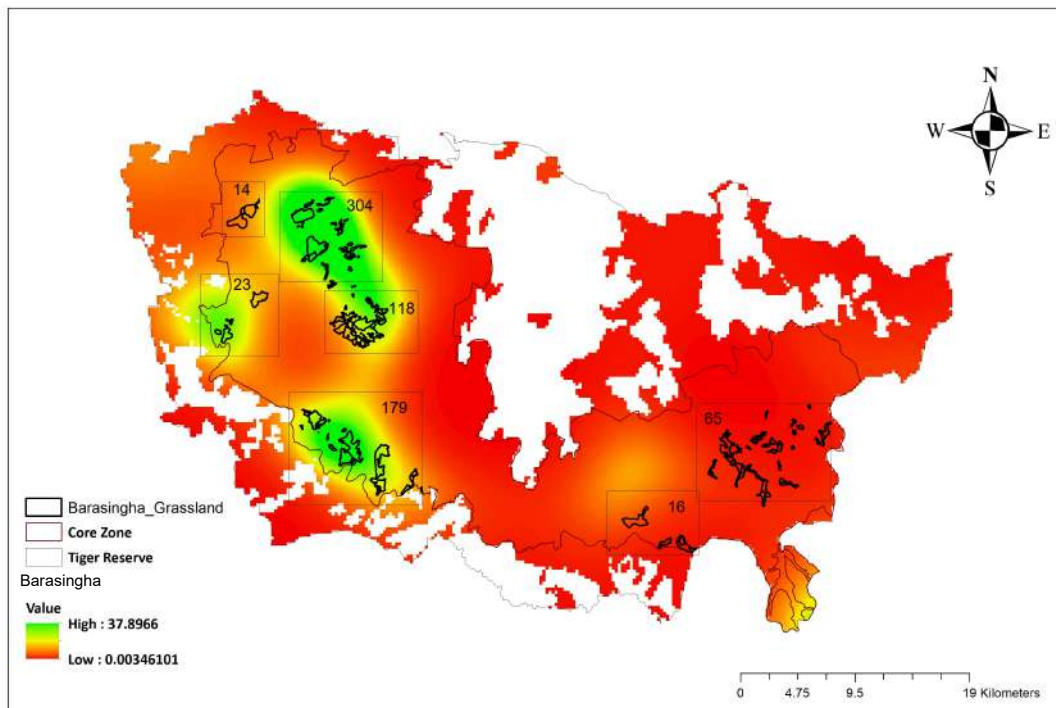 N
W E
S
14
304
23
118
179
65
16
Barasingha_Grassland
Core Zone
Tiger Reserve
Barasingha
Value
High : 37.8966
Low : 0.00346101
0 4.75 9.5 19 Kilometers